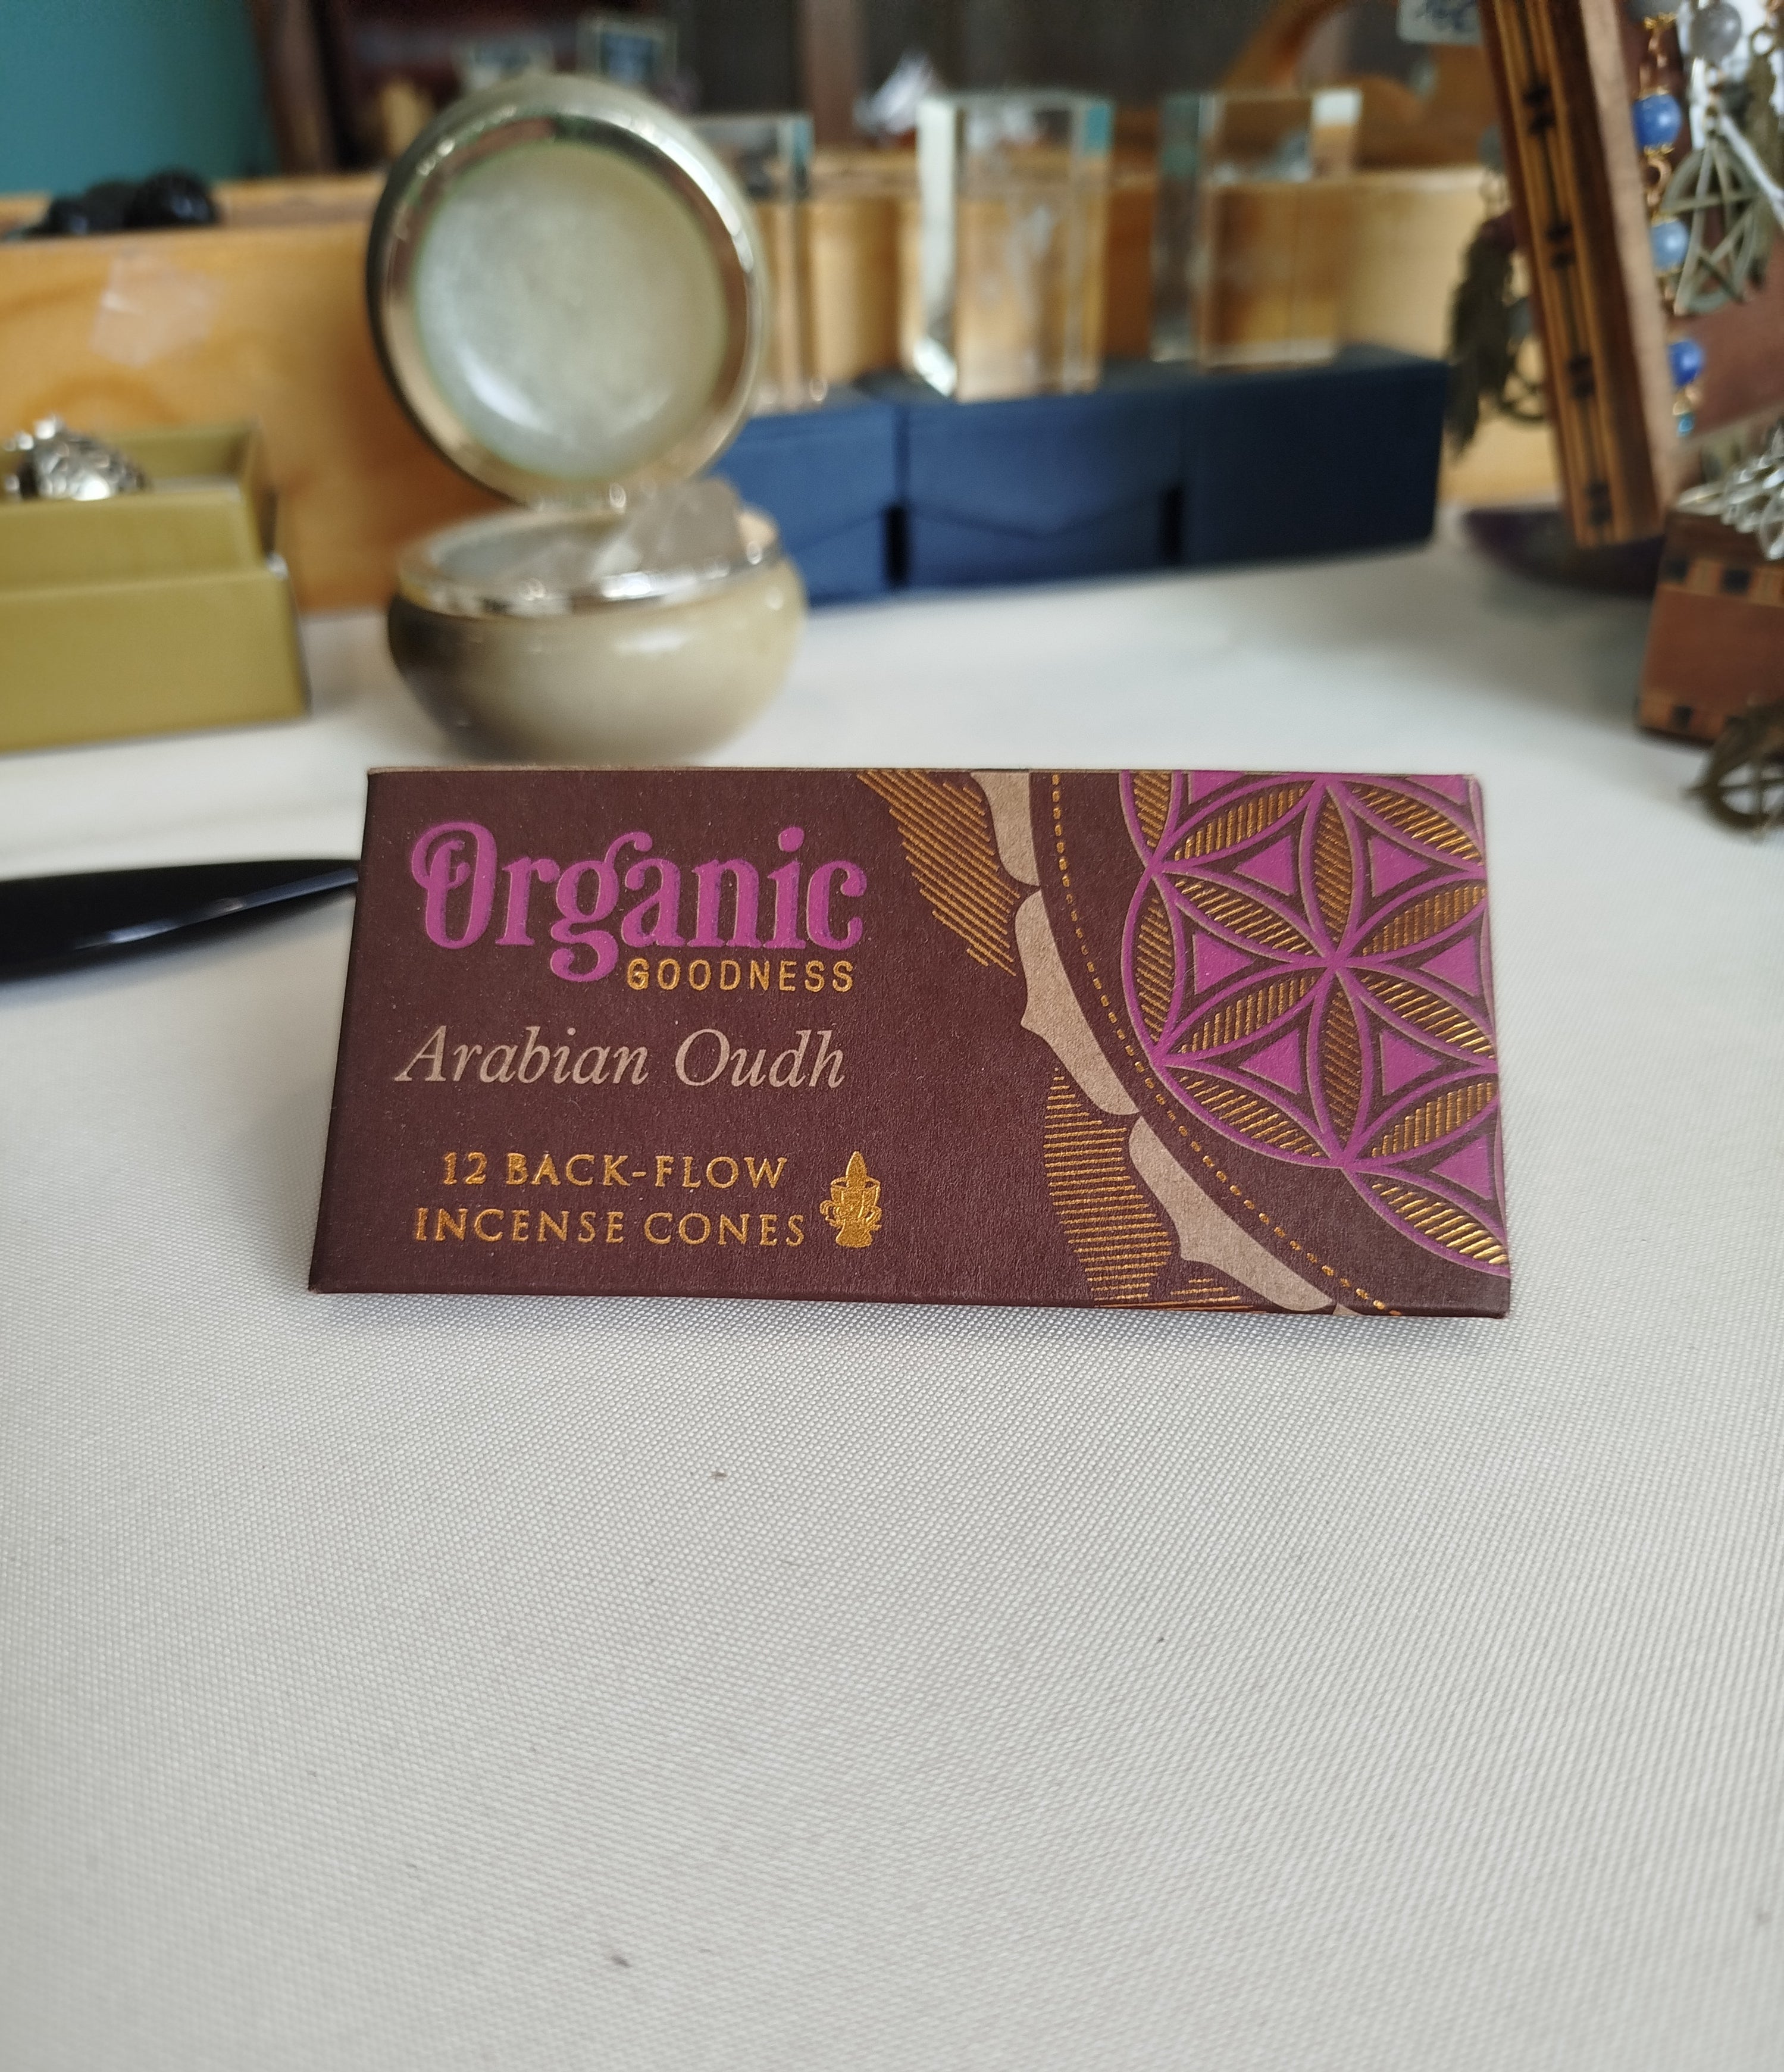 Organic
GOODNESS
Arabian Oudh
12 BACK-FLOW
INCENSE CONES